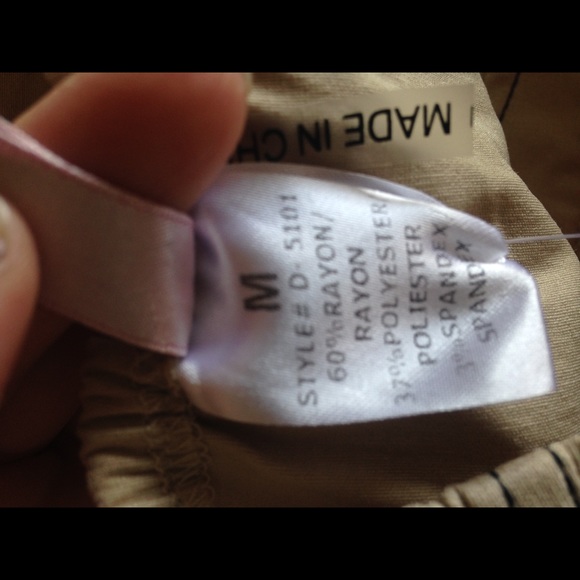 MADE IN CH
M
STYLE# D- 5101
60%RAYON/
RAYON
37%POLYESTER
POLIESTER
3%SPANDEX/
SPANDEX